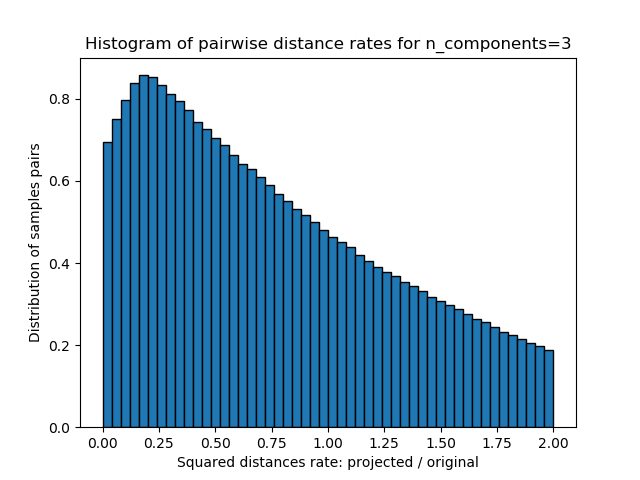 Histogram of pairwise distance rates for n_components=3
Distribution of samples pairs
0.8
0.6
0.4
0.2
0.0
0.00 0.25 0.50 0.75 1.00 1.25 1.50 1.75 2.00
Squared distances rate: projected / original